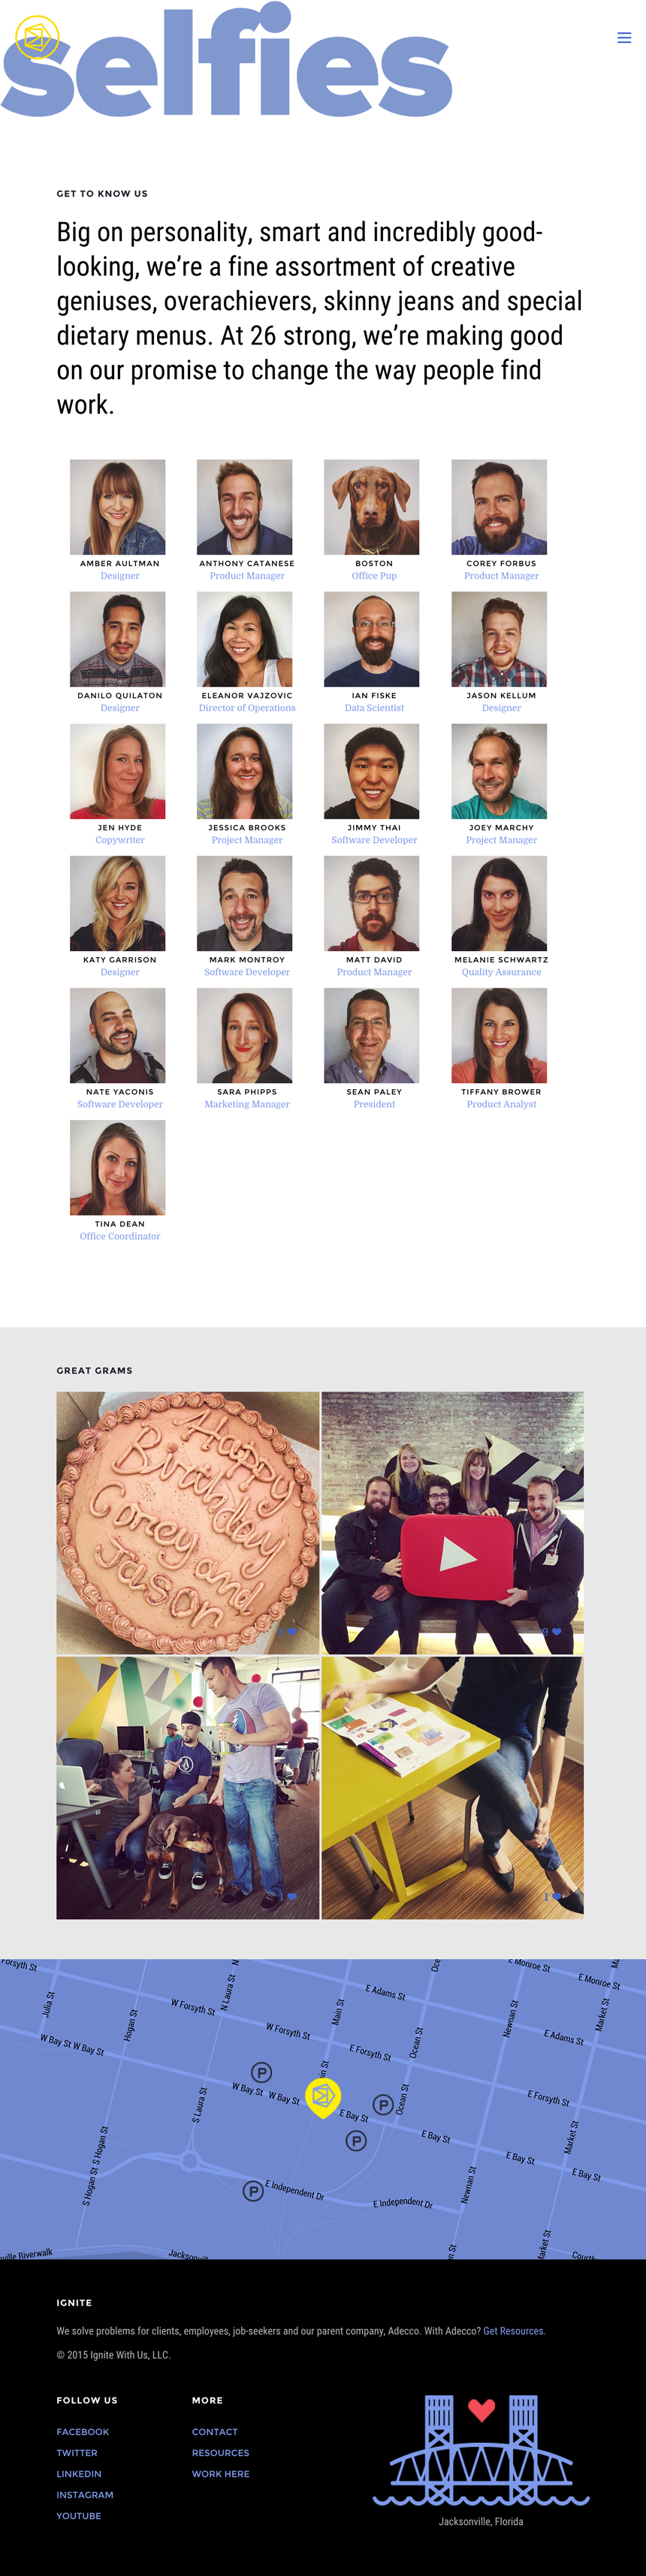 selfies
GET TO KNOW US
Big on personality, smart and incredibly good-
looking, we’re a fine assortment of creative
geniuses, overachievers, skinny jeans and special
dietary menus. At 26 strong, we’re making good
on our promise to change the way people find
work.
AMBER AULTMAN
Designer
ANTHONY CATANESE
Product Manager
BOSTON
Office Pup
COREY FORBUS
Product Manager
DANILO QUILATON
Designer
ELEANOR VAJZOVIC
Director of Operations
IAN FISKE
Data Scientist
JASON KELLUM
Designer
JEN HYDE
Copywriter
JESSICA BROOKS
Project Manager
JIMMY THAI
Software Developer
JOEY MARCHY
Project Manager
KATY GARRISON
Designer
MARK MONTROY
Software Developer
MATT DAVID
Product Manager
MELANIE SCHWARTZ
Quality Assurance
NATE YACONIS
Software Developer
SARA PHIPPS
Marketing Manager
SEAN PALEY
President
TIFFANY BROWER
Product Analyst
TINA DEAN
Office Coordinator
GREAT GRAMS
Happy
Birthday
Corey and
Jason
9
1
1
Forsyth St
Julia St
Hogan St
W Forsyth St
N Laura St
N
W Forsyth St
Main St
E Adams St
E Monroe St
E Monroe St
Newnan St
Market St
E Adams St
Ocean St
E Forsyth St
W Bay St W Bay St
P
W Bay St W Bay St
S Laura St
E Bay St
P
Ocean St
E Forsyth St
P
E Bay St
Market St
E Bay St
E Bay St
S Hogan St S Hogan St
P
E Independent Dr
E Independent Dr
Newnan St
ville Riverwalk
IGNITE
We solve problems for clients, employees, job-seekers and our parent company, Adecco. With Adecco? Get Resources.
© 2015 Ignite With Us, LLC.
FOLLOW US
FACEBOOK
TWITTER
LINKEDIN
INSTAGRAM
YOUTUBE
MORE
CONTACT
RESOURCES
WORK HERE
Jacksonville, Florida